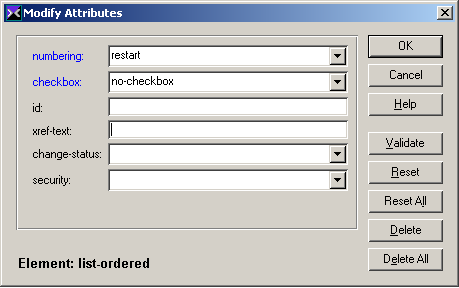 Modify Attributes
numbering: restart
checkbox: no-checkbox
id:
xref-text:
change-status:
security:
Element: list-ordered
OK
Cancel
Help
Validate
Reset
Reset All
Delete
Delete All